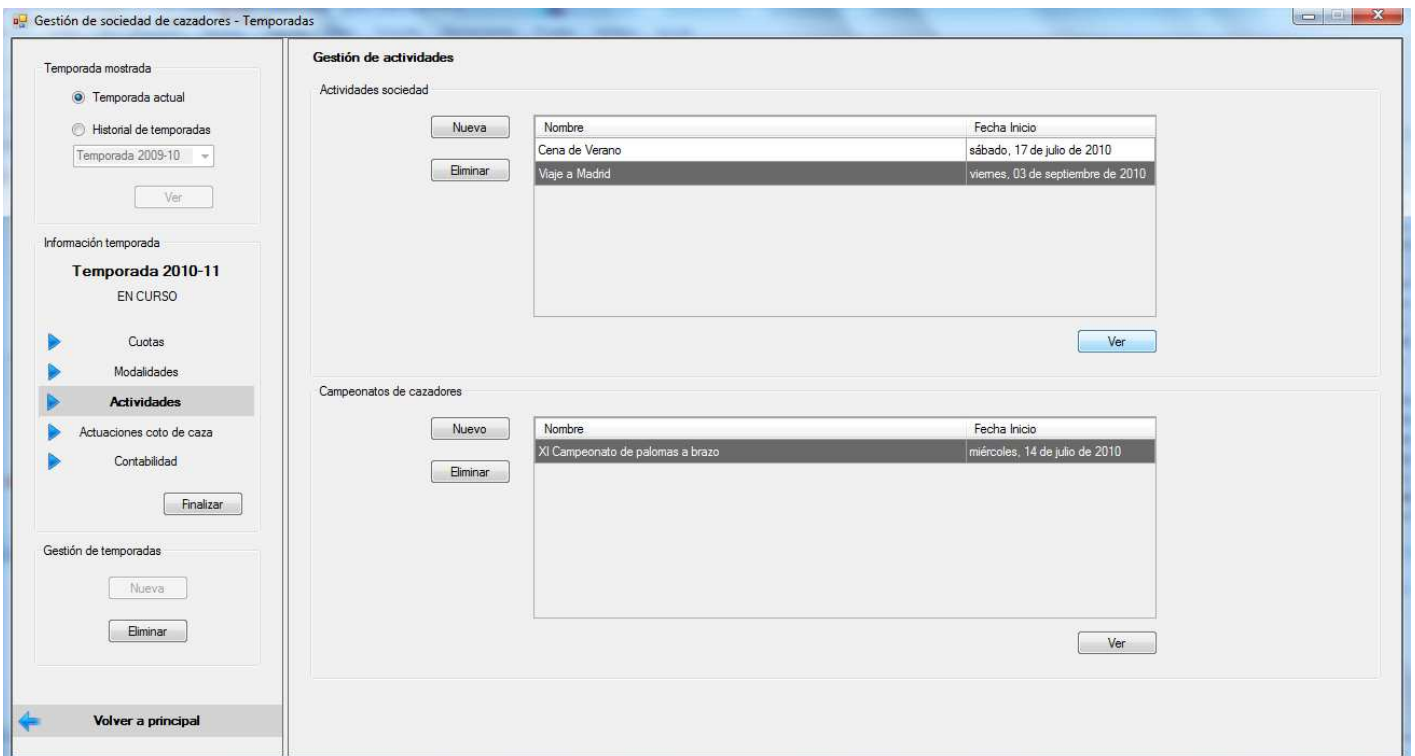 Gestión de sociedad de cazadores - Temporadas
Temporada mostrada
Temporada actual
Historial de temporadas
Temporada 2009-10
Ver
Información temporada
Temporada 2010-11
EN CURSO
Cuotas
Modalidades
Actividades
Actuaciones coto de caza
Contabilidad
Finalizar
Gestión de temporadas
Nueva
Eliminar
Volver a principal
Gestión de actividades
Actividades sociedad
Nueva
Eliminar
Nombre Fecha Inicio
Cena de Verano sábado, 17 de julio de 2010
Viaje a Madrid viernes, 03 de septiembre de 2010
Ver
Campeonatos de cazadores
Nuevo
Eliminar
Nombre Fecha Inicio
XI Campeonato de palomas a brazo miércoles, 14 de julio de 2010
Ver